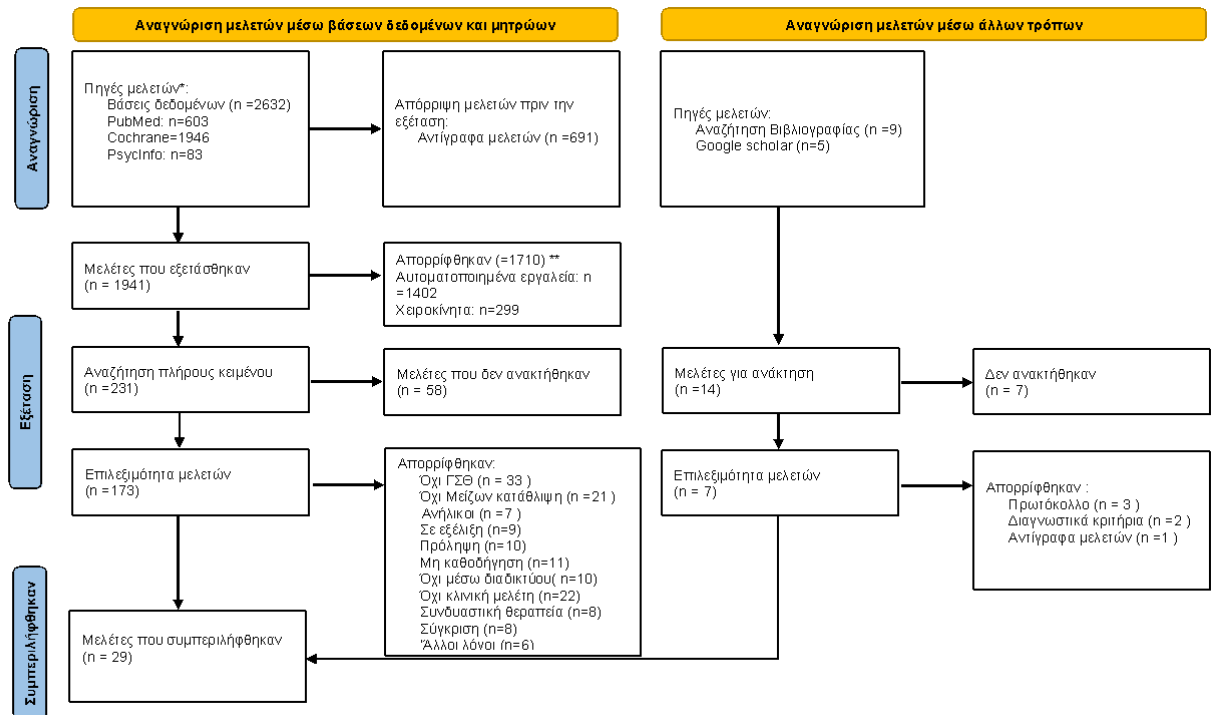 Αναγνώριση μελετών μέσω βάσεων δεδομένων και μητρώων
Αναγνώριση μελετών μέσω άλλων τρόπων
Αναγνώριση
Πηγές μελετών*:
Βάσεις δεδομένων (n =2632)
PubMed: n=603
Cochrane=1946
PsycInfo: n=83
Απόρριψη μελετών πριν την
εξέταση:
Αντίγραφα μελετών (n =691)
Πηγές μελετών:
Αναζήτηση Βιβλιογραφίας (n =9)
Google scholar (n=5)
Εξέταση
Μελέτες που εξετάσθηκαν
(n = 1941)
Απορρίφθηκαν (=1710) **
Αυτοματοποιημένα εργαλεία: n
=1402
Χειροκίνητα: n=299
Αναζήτηση πλήρους κειμένου
(n =231)
Μελέτες που δεν ανακτήθηκαν
(n = 58)
Μελέτες για ανάκτηση
(n =14)
Δεν ανακτήθηκαν
(n = 7)
Επιλεξιμότητα μελετών
(n =173)
Απορρίφθηκαν:
Όχι ΓΣΘ (n = 33 )
Όχι Μείζων κατάθλιψη (n =21 )
Ανήλικοι (n =7 )
Σε εξέλιξη (n=9)
Πρόληψη (n=10)
Μη καθοδήγηση (n=11)
Όχι μέσω διαδικτύου( n=10)
Όχι κλινική μελέτη (n=22)
Συνδυαστική θεραπεία (n=8)
Σύγκριση (n=8)
Άλλοι λόγοι (n=6)
Επιλεξιμότητα μελετών
(n = 7)
Απορρίφθηκαν :
Πρωτόκολλο (n = 3 )
Διαγνωστικά κριτήρια (n =2 )
Αντίγραφα μελετών (n =1 )
Συμπεριλήφθηκαν
Μελέτες που συμπεριλήφθηκαν
(n = 29)